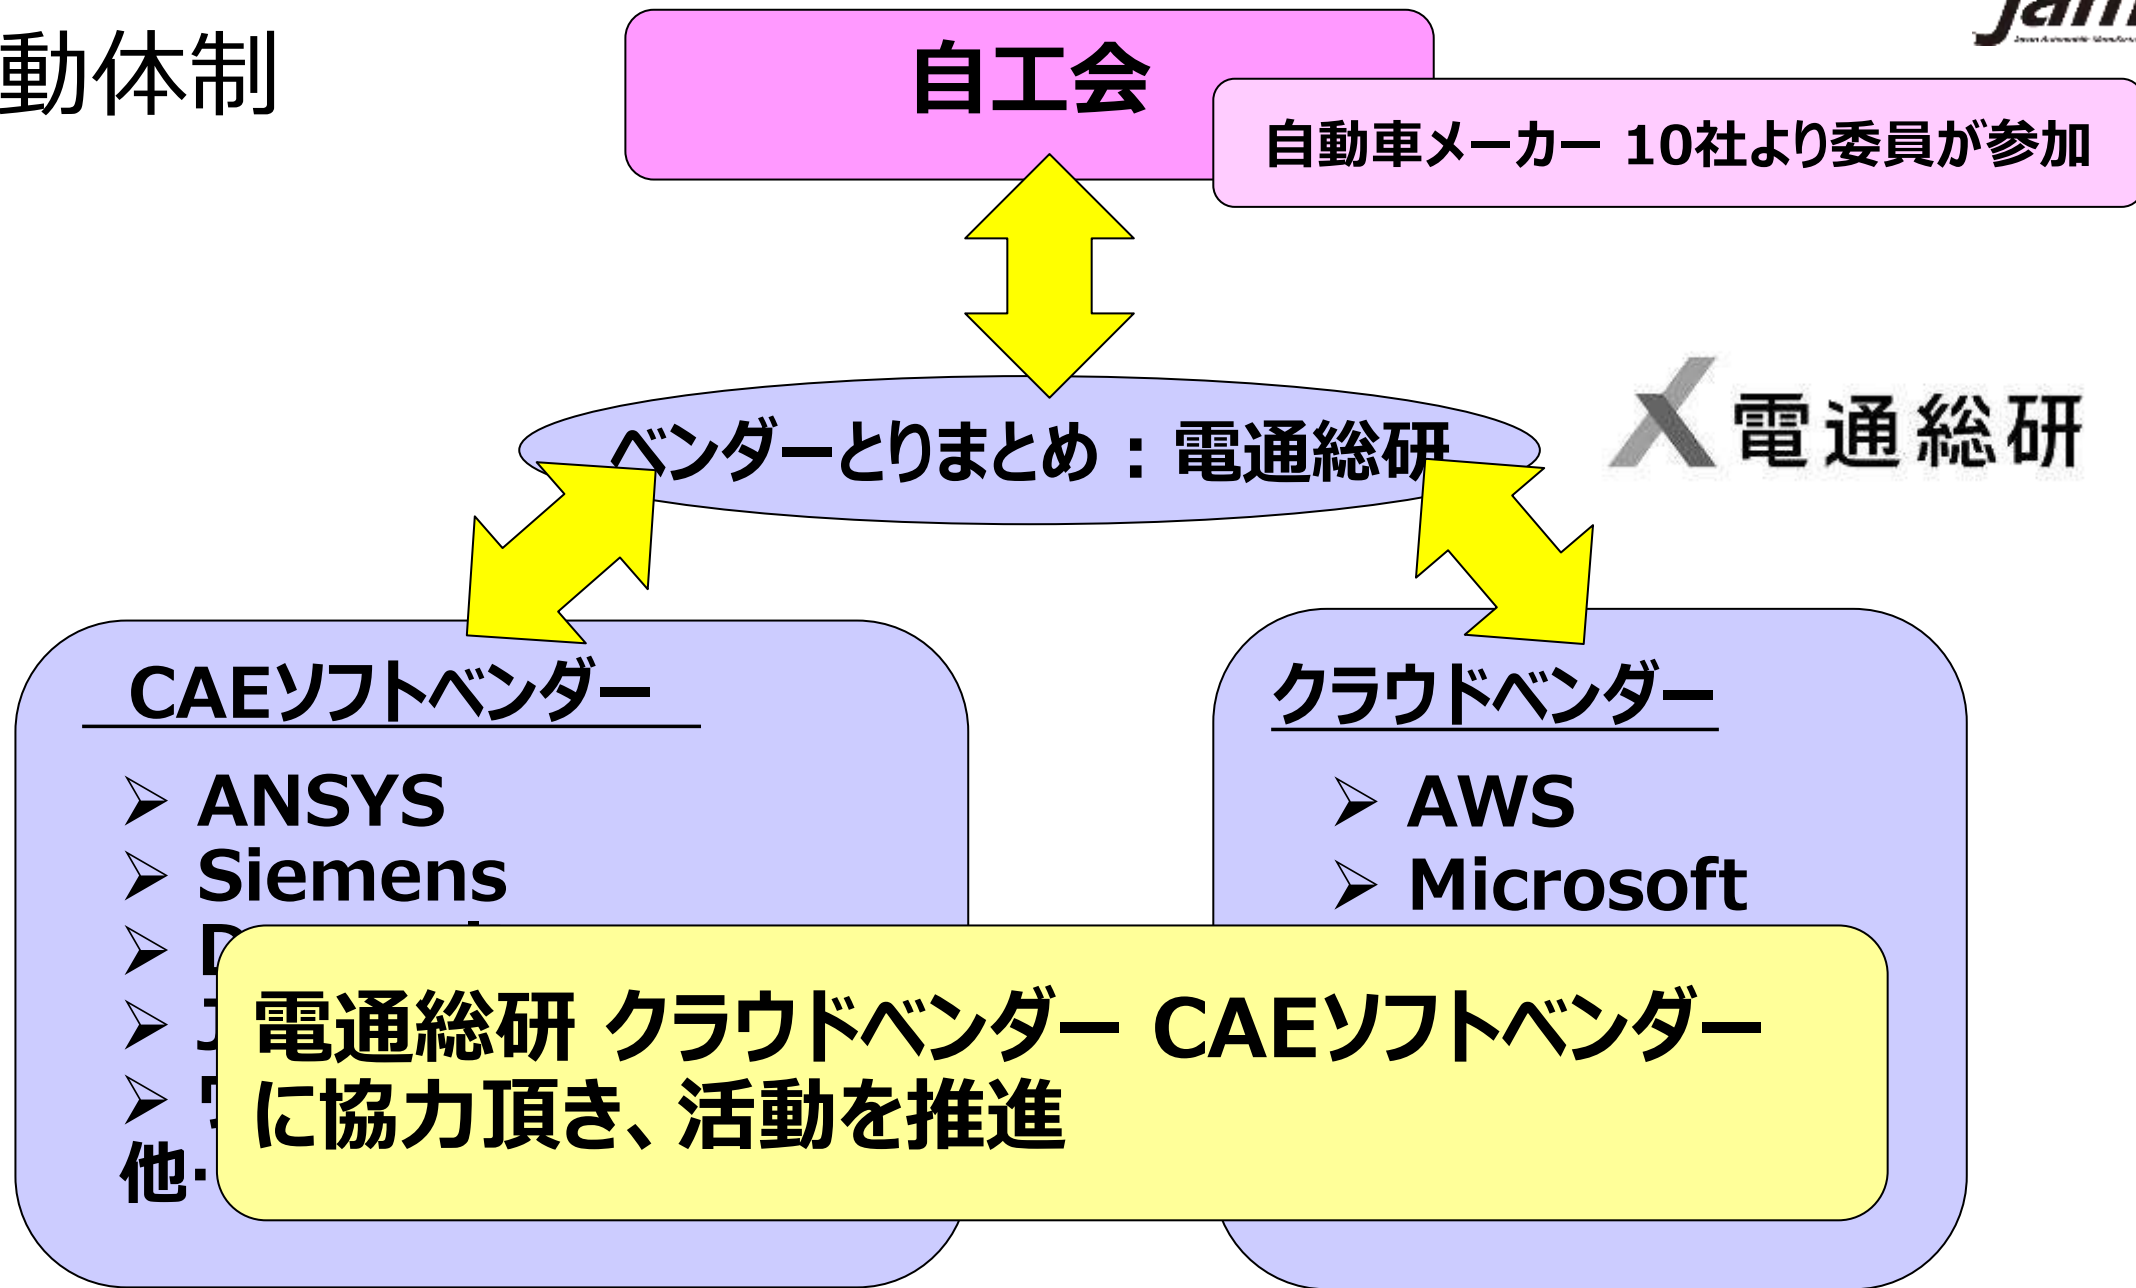 動体制
自工会
自動車メーカー 10社より委員が参加
ベンダーとりまとめ：電通総研
電通総研
CAEソフトベンダー
➢ ANSYS
➢ Siemens
他･
クラウドベンダー
➢ AWS
➢ Microsoft
電通総研 クラウドベンダー CAEソフトベンダー
に協力頂き、活動を推進